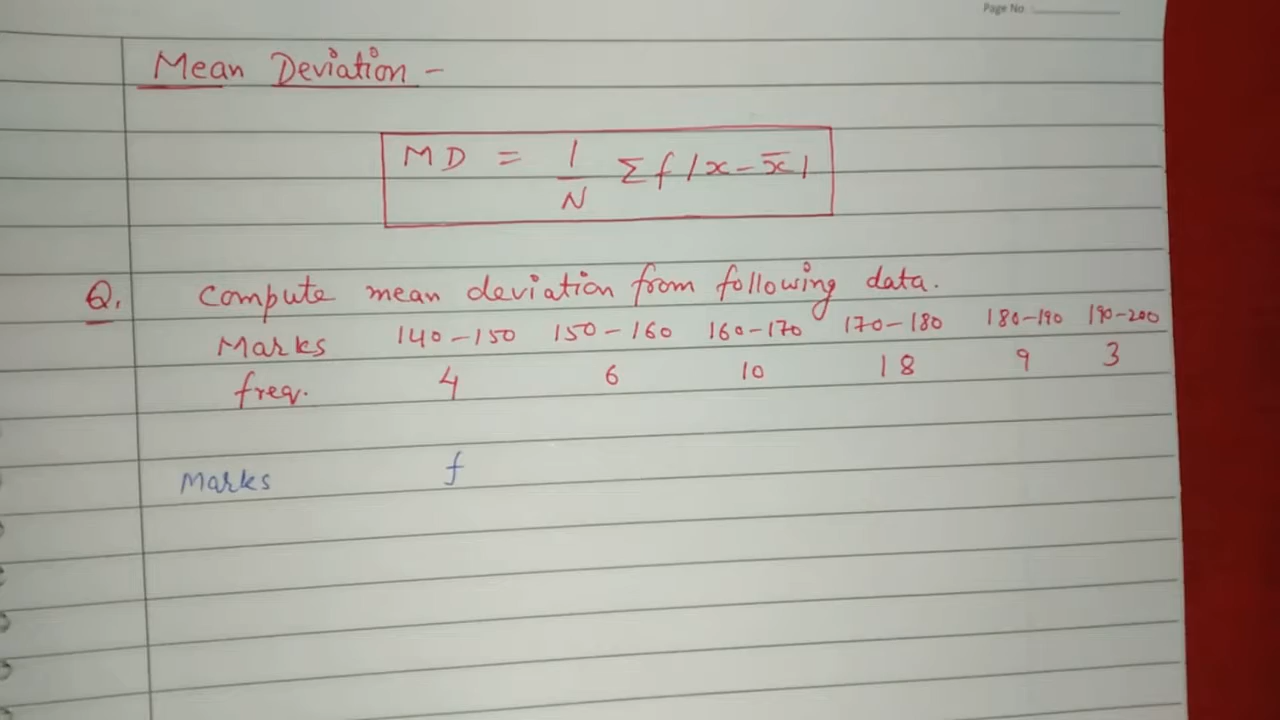 Page No
Mean Deviation -
MD = 1/N Σf|x-x̄|
Q. Compute mean deviation from following data.
Marks 140-150 150-160 160-170 170-180 180-190 190-200
freq. 4 6 10 18 9 3
Marks f